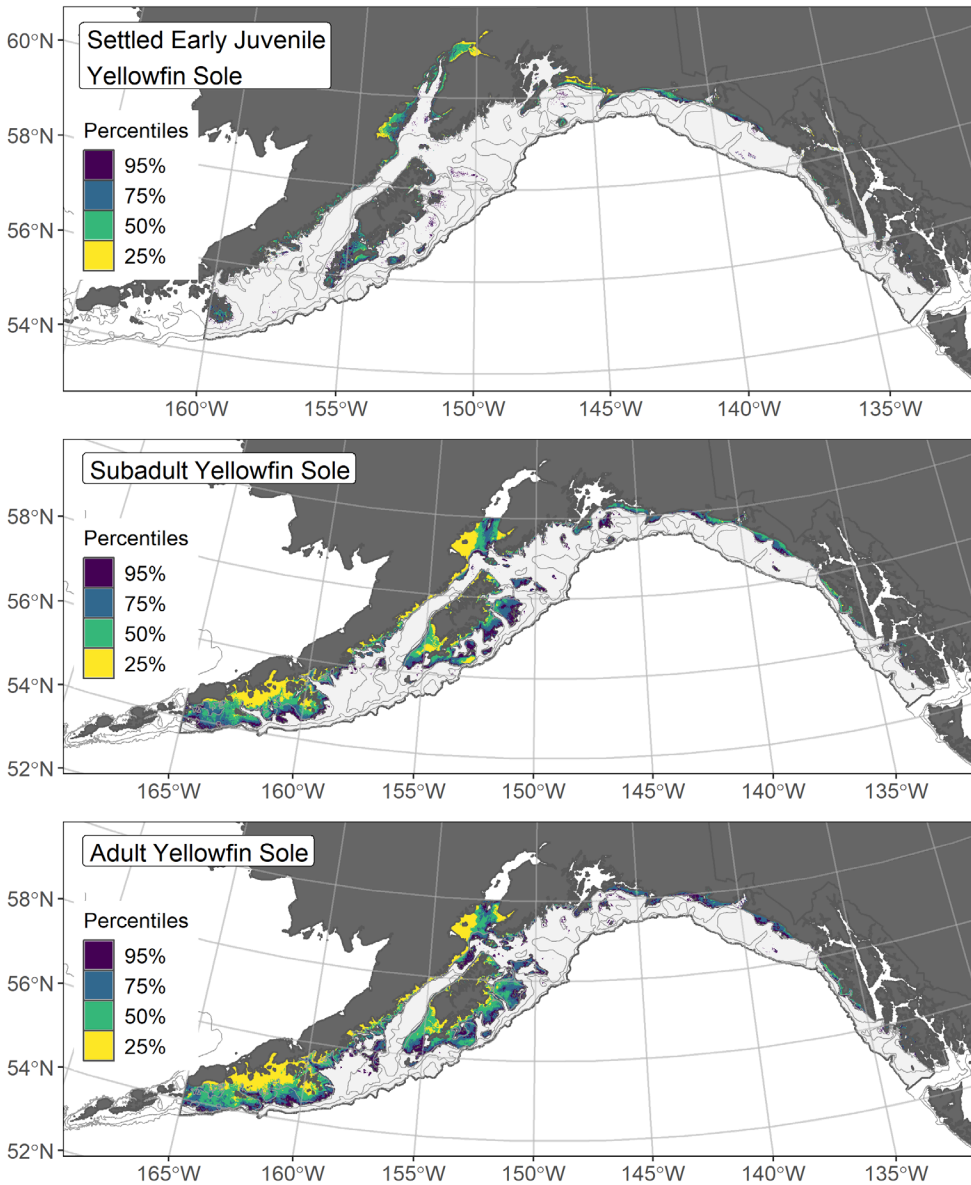 Settled Early Juvenile
Yellowfin Sole
Percentiles
95%
75%
50%
25%
60°N
58°N
56°N
54°N
160°W 155°W 150°W 145°W 140°W 135°W
Subadult Yellowfin Sole
Percentiles
95%
75%
50%
25%
58°N
56°N
54°N
52°N
165°W 160°W 155°W 150°W 145°W 140°W 135°W
Adult Yellowfin Sole
Percentiles
95%
75%
50%
25%
58°N
56°N
54°N
52°N
165°W 160°W 155°W 150°W 145°W 140°W 135°W